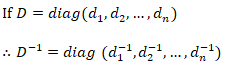 If D = diag(d₁, d₂, ..., dₙ)
∴ D⁻¹ = diag (d₁⁻¹, d₂⁻¹, ..., dₙ⁻¹)